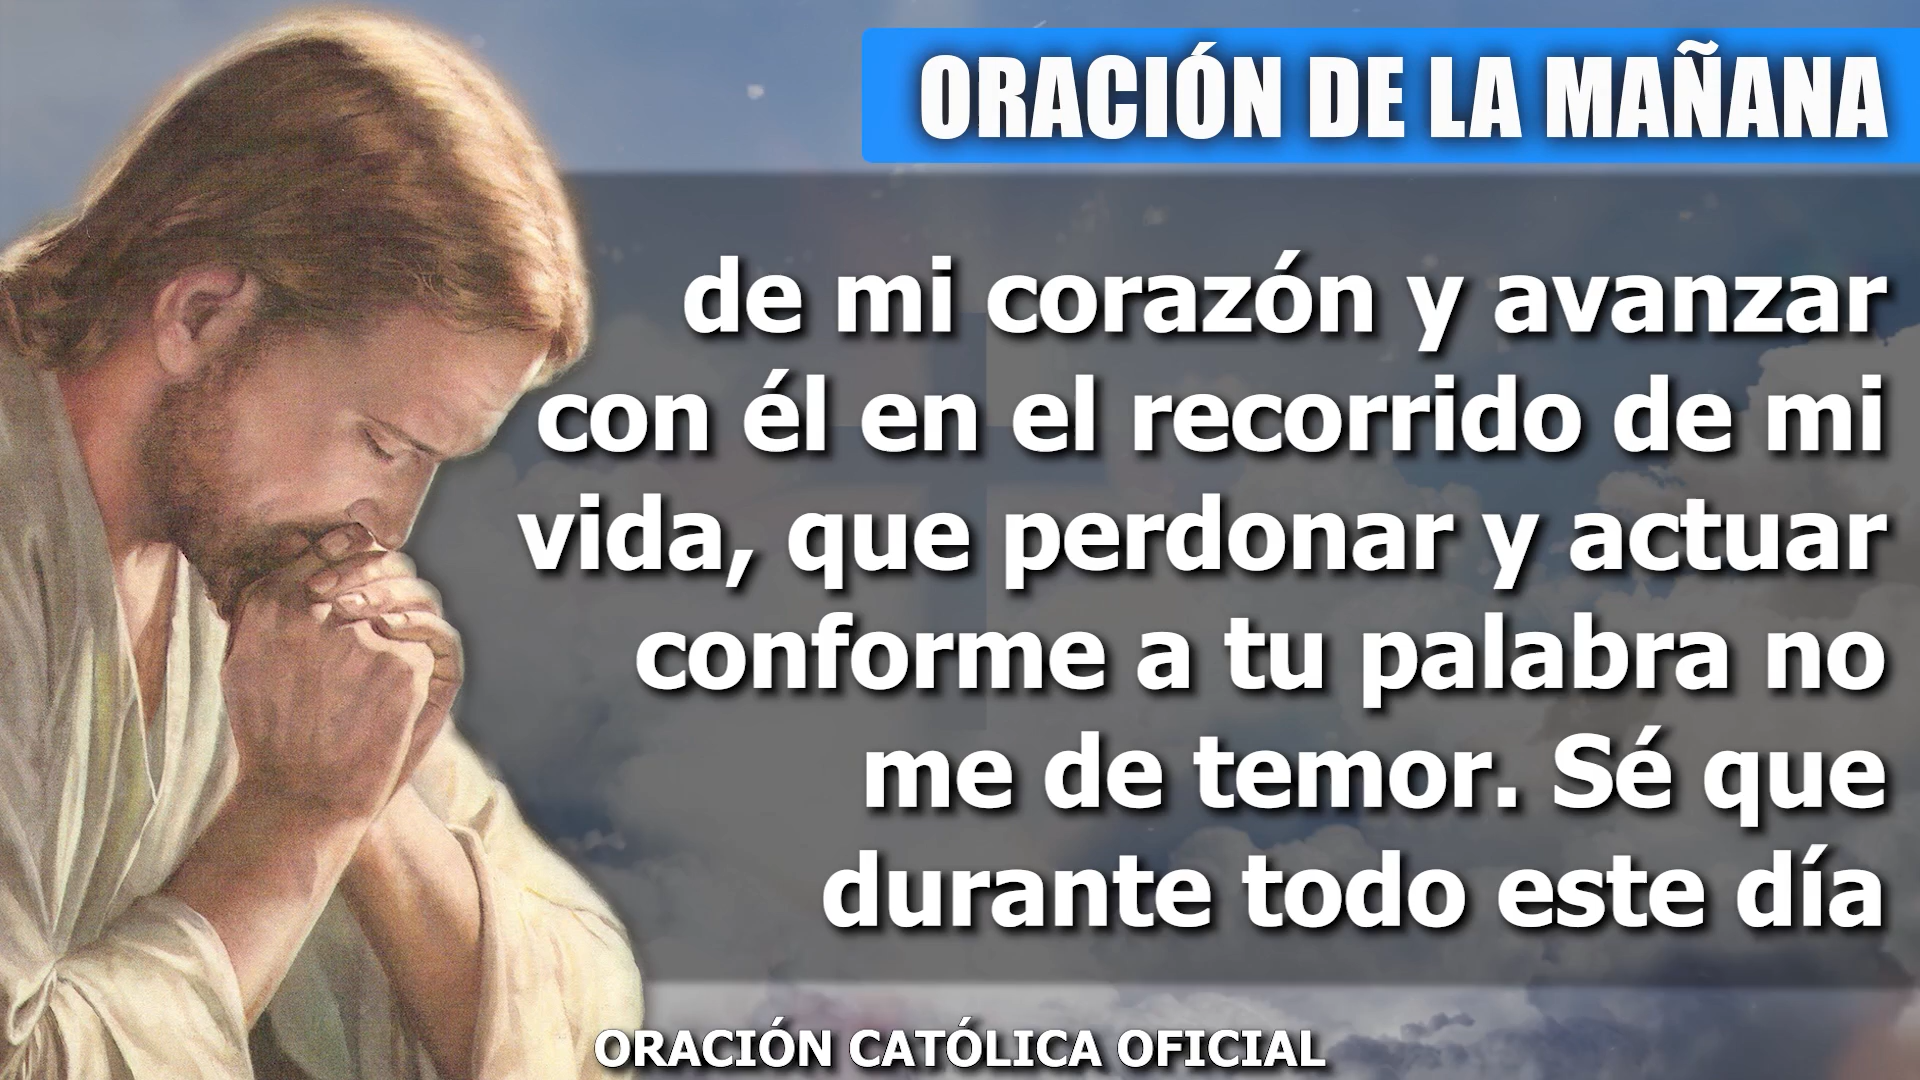 ORACIÓN DE LA MAÑANA
de mi corazón y avanzar
con él en el recorrido de mi
vida, que perdonar y actuar
conforme a tu palabra no
me de temor. Sé que
durante todo este día
ORACIÓN CATÓLICA OFICIAL